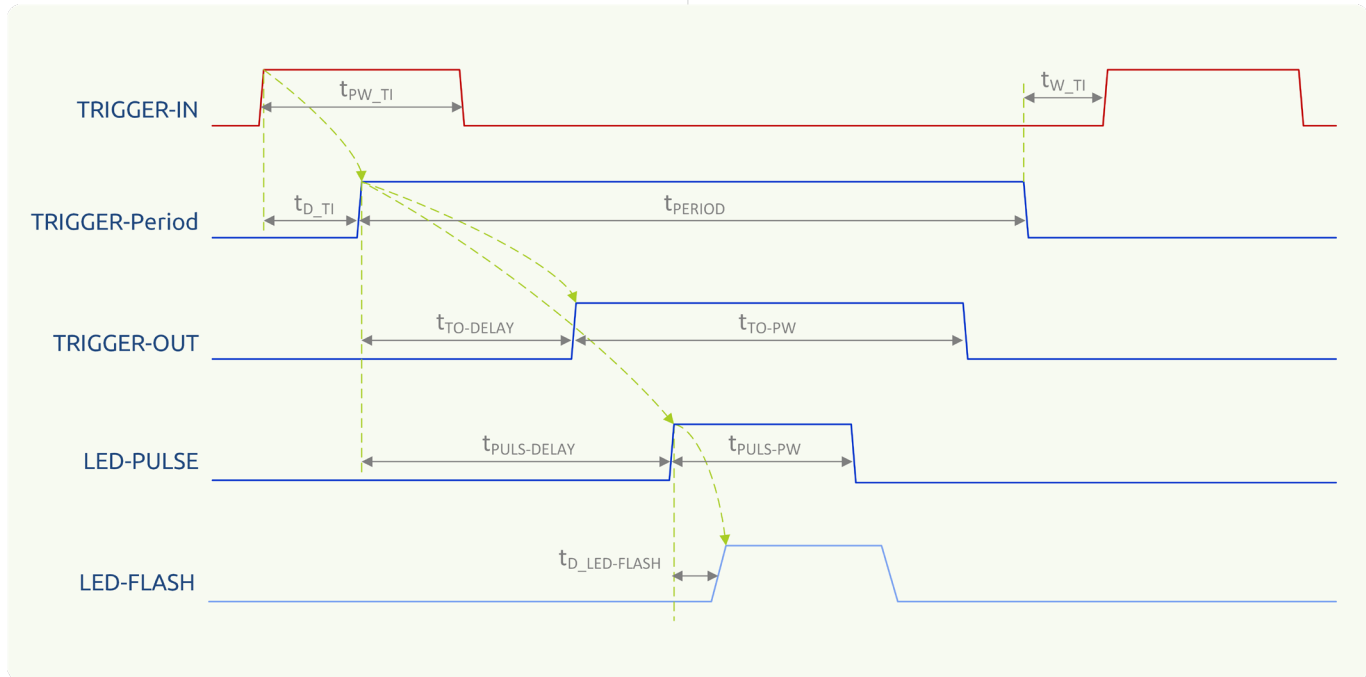 TRIGGER-IN
tPW_TI
tW_TI
TRIGGER-Period
tD_TI
tPERIOD
TRIGGER-OUT
tTO-DELAY
tTO-PW
LED-PULSE
tPULS-DELAY
tPULS-PW
LED-FLASH
tD_LED-FLASH